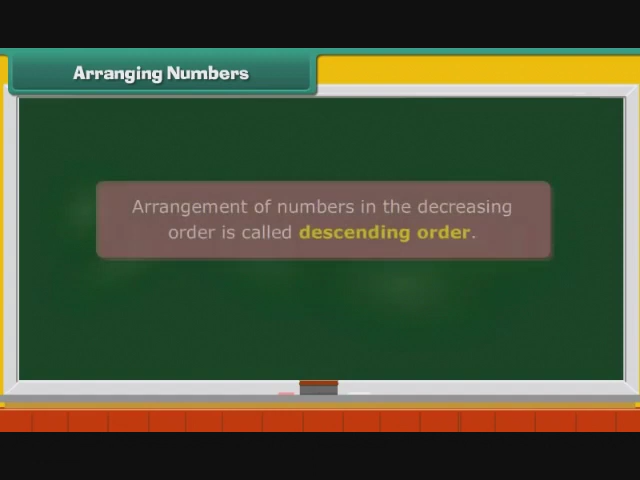 Arranging Numbers
Arrangement of numbers in the decreasing
order is called descending order.